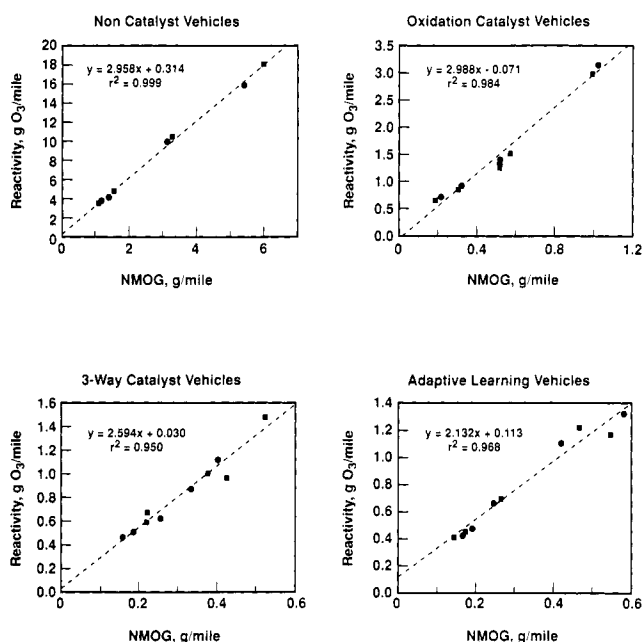 Non Catalyst Vehicles
20
18
16
14
12
10
8
6
4
2
0
y = 2.958x + 0.314
r² = 0.999
Reactivity, g O₃/mile
0
2
4
6
NMOG, g/mile
Oxidation Catalyst Vehicles
3.5
3.0
2.5
2.0
1.5
1.0
0.5
0.0
y = 2.988x - 0.071
r² = 0.984
Reactivity, g O₃/mile
0
0.4
0.8
1.2
NMOG, g/mile
3-Way Catalyst Vehicles
1.6
1.4
1.2
1.0
0.8
0.6
0.4
0.2
0.0
y = 2.594x + 0.030
r² = 0.950
Reactivity, g O₃/mile
0
0.2
0.4
0.6
NMOG, g/mile
Adaptive Learning Vehicles
1.4
1.2
1.0
0.8
0.6
0.4
0.2
0.0
y = 2.132x + 0.113
r² = 0.968
Reactivity, g O₃/mile
0
0.2
0.4
0.6
NMOG, g/mile